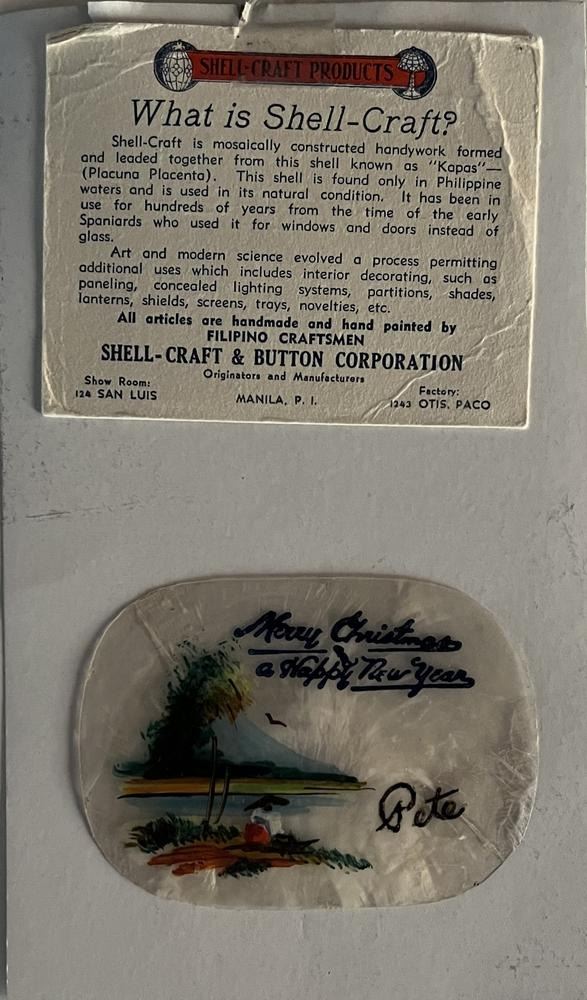 SHELL-CRAFT PRODUCTS
What is Shell-Craft?
Shell-Craft is mosaically constructed handywork formed
and leaded together from this shell known as "Kapas"—
(Placuna Placenta). This shell is found only in Philippine
waters and is used in its natural condition. It has been in
use for hundreds of years from the time of the early
Spaniards who used it for windows and doors instead of
glass.
Art and modern science evolved a process permitting
additional uses which includes interior decorating, such as
paneling, concealed lighting systems, partitions, shades,
lanterns, shields, screens, trays, novelties, etc.
All articles are handmade and hand painted by
FILIPINO CRAFTSMEN
SHELL-CRAFT & BUTTON CORPORATION
Originators and Manufacturers
Show Room:
124 SAN LUIS
MANILA, P. I.
Factory:
1243 OTIS, PACO
Merry Christmas
a Happy New Year
Pete